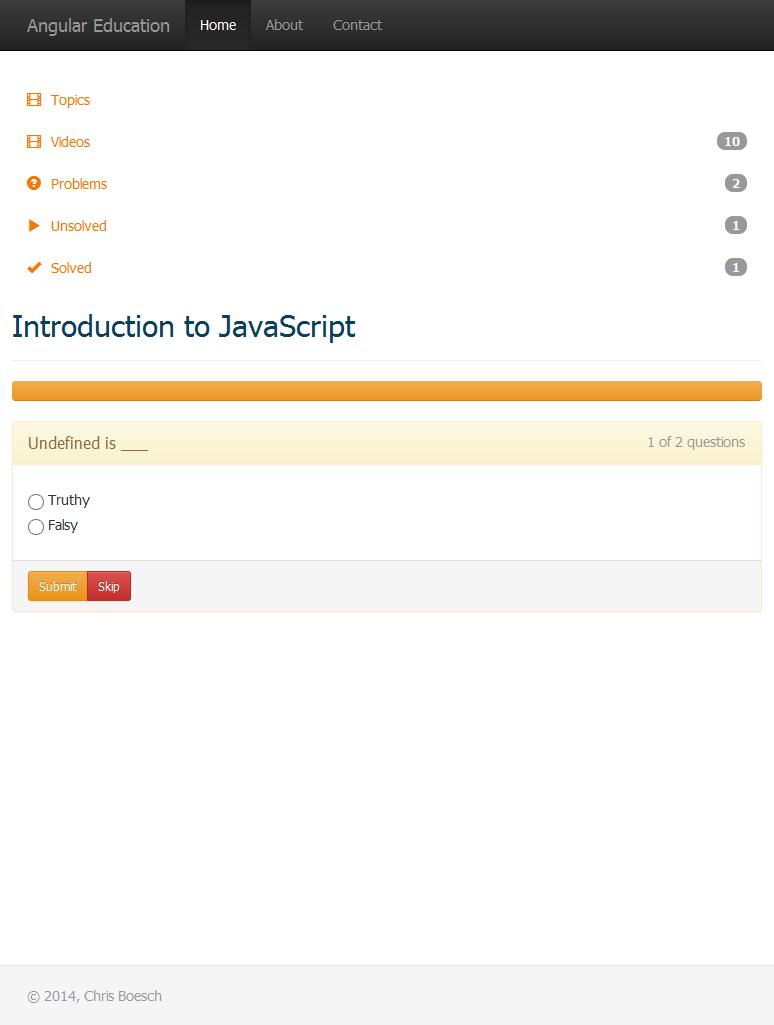 Angular Education Home About Contact
Topics
Videos 10
Problems 2
Unsolved 1
Solved 1
Introduction to JavaScript
Undefined is ___ 1 of 2 questions
Truthy
Falsy
Submit Skip
© 2014, Chris Boesch